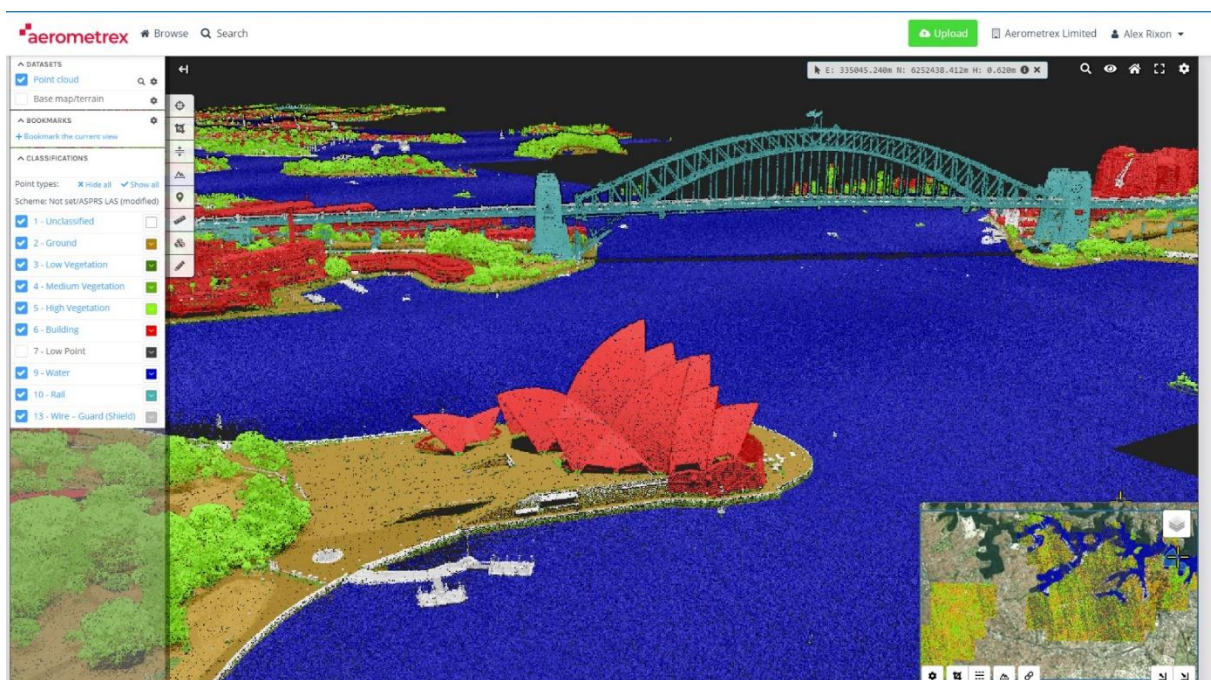 aerometrex Browse Search Upload Aerometrex Limited Alex Rixon
DATASETS
Point cloud
Base map/terrain
BOOKMARKS
+ Bookmark the current view
CLASSIFICATIONS
Point types: Hide all Show all
Scheme: Not set/ASPRS LAS (modified)
1 - Unclassified
2 - Ground
3 - Low Vegetation
4 - Medium Vegetation
5 - High Vegetation
6 - Building
7 - Low Point
9 - Water
10 - Rail
13 - Wire – Guard (Shield)
E: 335045.240m N: 6252438.412m H: 0.620m